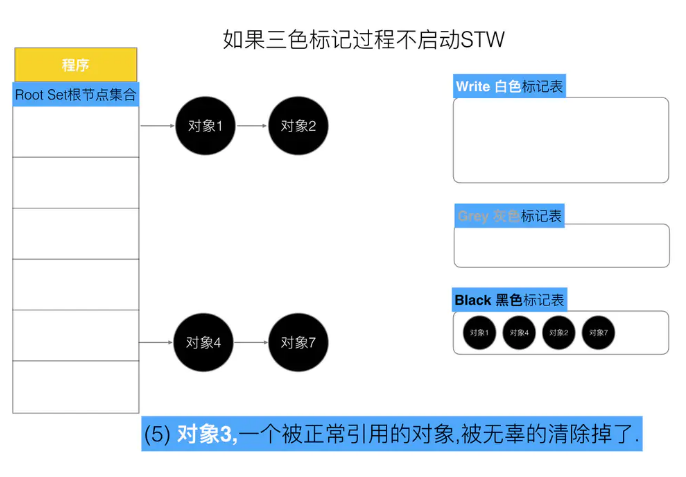 如果三色标记过程不启动STW
程序
Root Set根节点集合
对象1
对象2
对象4
对象7
Write 白色标记表
Grey 灰色标记表
Black 黑色标记表
对象1 对象4 对象2 对象7
(5) 对象3,一个被正常引用的对象,被无辜的清除掉了.